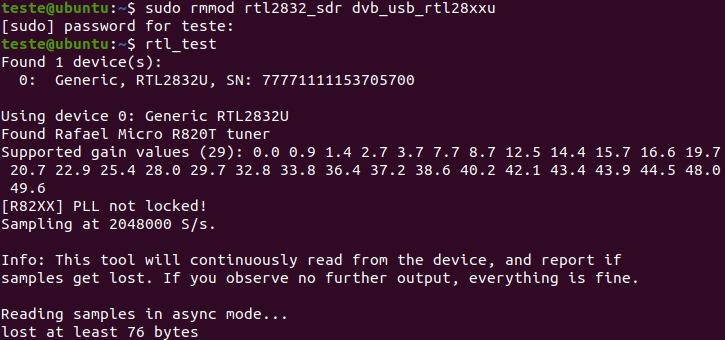 teste@ubuntu:~$ sudo rmmod rtl2832_sdr dvb_usb_rtl28xxu
[sudo] password for teste:
teste@ubuntu:~$ rtl_test
Found 1 device(s):
  0:  Generic, RTL2832U, SN: 77771111153705700

Using device 0: Generic RTL2832U
Found Rafael Micro R820T tuner
Supported gain values (29): 0.0 0.9 1.4 2.7 3.7 7.7 8.7 12.5 14.4 15.7 16.6 19.7
 20.7 22.9 25.4 28.0 29.7 32.8 33.8 36.4 37.2 38.6 40.2 42.1 43.4 43.9 44.5 48.0
 49.6
[R82XX] PLL not locked!
Sampling at 2048000 S/s.

Info: This tool will continuously read from the device, and report if
samples get lost. If you observe no further output, everything is fine.

Reading samples in async mode...
lost at least 76 bytes